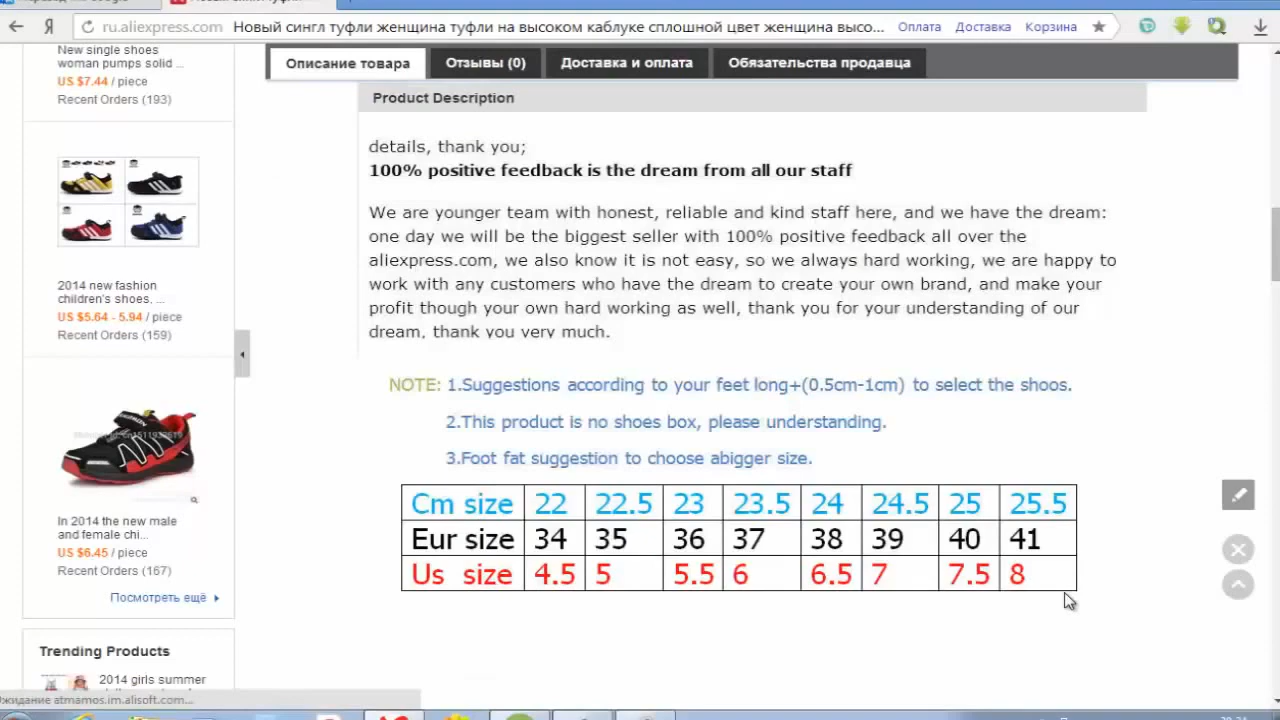 ru.aliexpress.com Новый сингл туфли женщина туфли на высоком каблуке сплошной цвет женщина высо... Оплата Доставка Корзина
New single shoes
woman pumps solid ...
US $7.44 / piece
Recent Orders (193)
2014 new fashion
children's shoes, ...
US $5.64 - 5.94 / piece
Recent Orders (159)
In 2014 the new male
and female chi...
US $6.45 / piece
Recent Orders (167)
Посмотреть ещё
Trending Products
2014 girls summer
Описание товара Отзывы (0) Доставка и оплата Обязательства продавца
Product Description
details, thank you;
100% positive feedback is the dream from all our staff
We are younger team with honest, reliable and kind staff here, and we have the dream:
one day we will be the biggest seller with 100% positive feedback all over the
aliexpress.com, we also know it is not easy, so we always hard working, we are happy to
work with any customers who have the dream to create your own brand, and make your
profit though your own hard working as well, thank you for your understanding of our
dream, thank you very much.
NOTE: 1.Suggestions according to your feet long+(0.5cm-1cm) to select the shoos.
2.This product is no shoes box, please understanding.
3.Foot fat suggestion to choose abigger size.
Cm size 22 22.5 23 23.5 24 24.5 25 25.5
Eur size 34 35 36 37 38 39 40 41
Us size 4.5 5 5.5 6 6.5 7 7.5 8
Ожидание atmamos.im.alisoft.com...